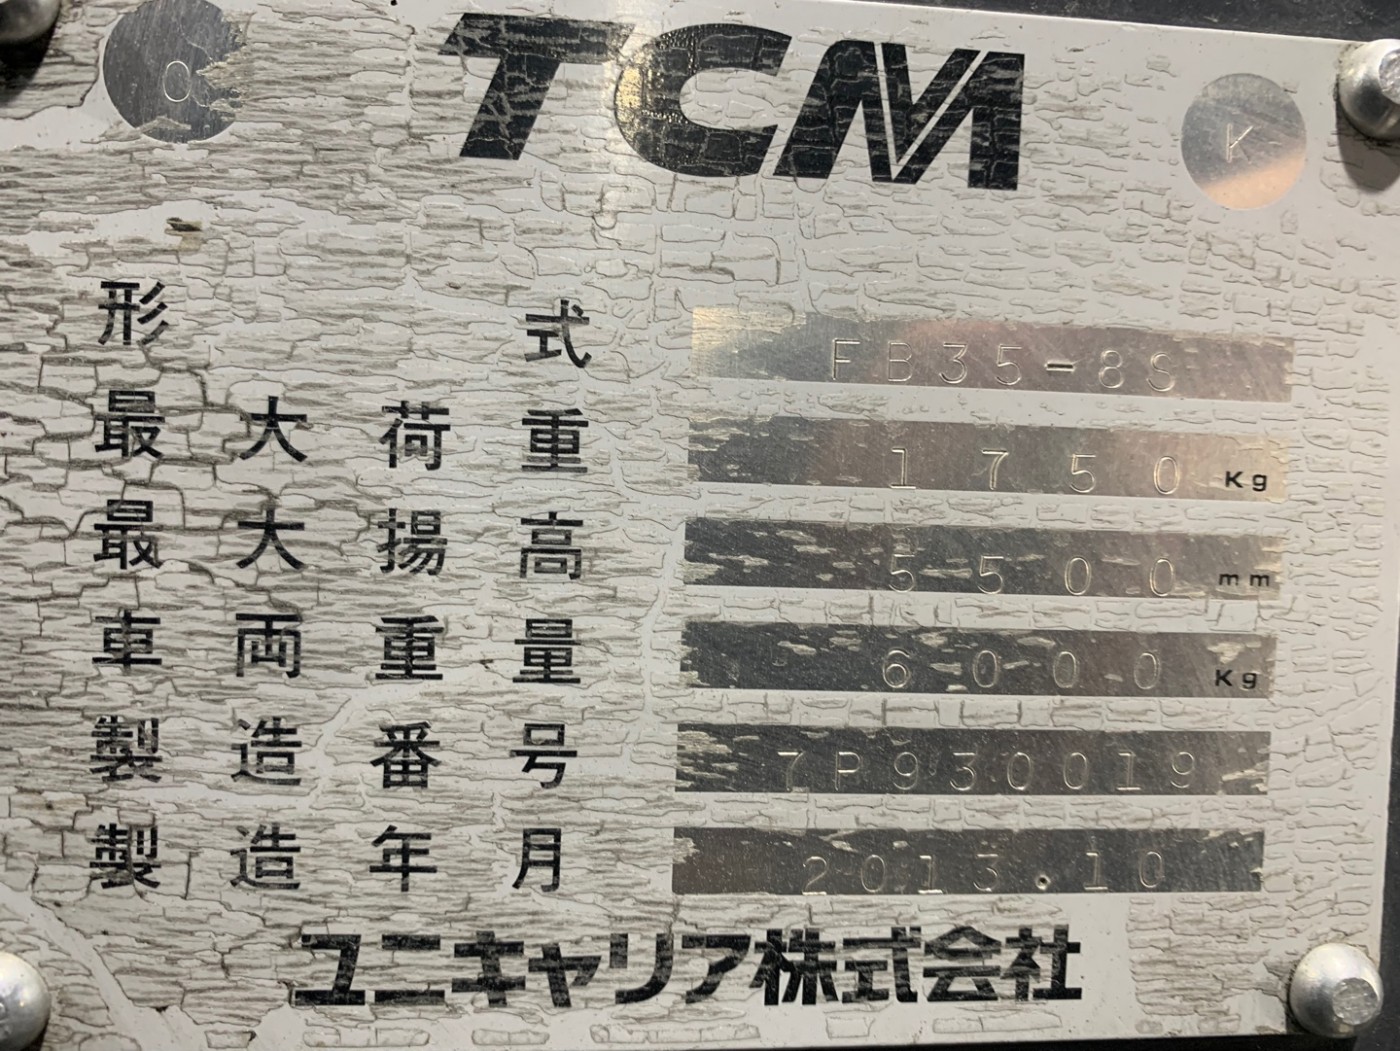 O TCM K
形式 FB35-8S
最大荷重 1750 Kg
最大揚高 5500 mm
車両重量 6000 Kg
製造番号 7P930019
製造年月 2013.10
ユニキャリア株式会社